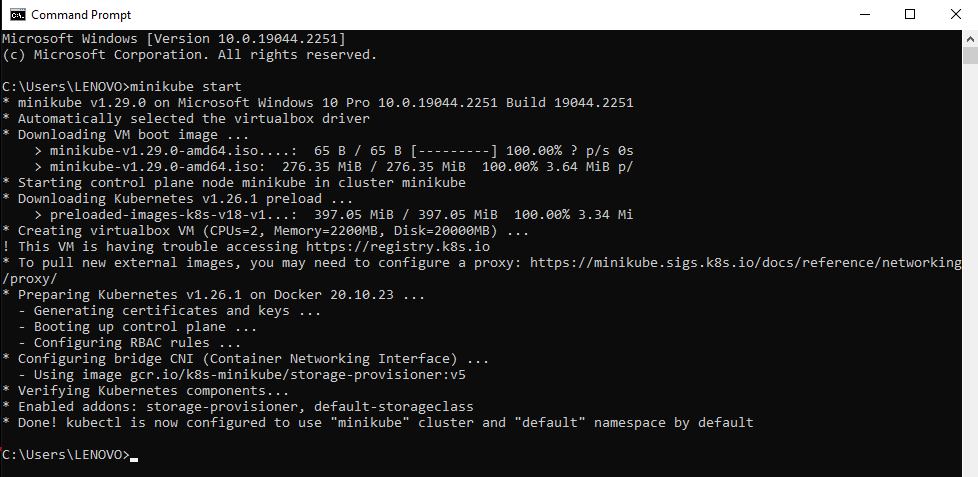 Command Prompt
Microsoft Windows [Version 10.0.19044.2251]
(c) Microsoft Corporation. All rights reserved.
C:\Users\LENOVO>minikube start
* minikube v1.29.0 on Microsoft Windows 10 Pro 10.0.19044.2251 Build 19044.2251
* Automatically selected the virtualbox driver
* Downloading VM boot image ...
    > minikube-v1.29.0-amd64.iso....:  65 B / 65 B [---------] 100.00% ? p/s 0s
    > minikube-v1.29.0-amd64.iso:  276.35 MiB / 276.35 MiB  100.00% 3.64 MiB p/
* Starting control plane node minikube in cluster minikube
* Downloading Kubernetes v1.26.1 preload ...
    > preloaded-images-k8s-v18-v1...:  397.05 MiB / 397.05 MiB  100.00% 3.34 Mi
* Creating virtualbox VM (CPUs=2, Memory=2200MB, Disk=20000MB) ...
! This VM is having trouble accessing https://registry.k8s.io
* To pull new external images, you may need to configure a proxy: https://minikube.sigs.k8s.io/docs/reference/networking
/proxy/
* Preparing Kubernetes v1.26.1 on Docker 20.10.23 ...
  - Generating certificates and keys ...
  - Booting up control plane ...
  - Configuring RBAC rules ...
* Configuring bridge CNI (Container Networking Interface) ...
  - Using image gcr.io/k8s-minikube/storage-provisioner:v5
* Verifying Kubernetes components...
* Enabled addons: storage-provisioner, default-storageclass
* Done! kubectl is now configured to use "minikube" cluster and "default" namespace by default
C:\Users\LENOVO>